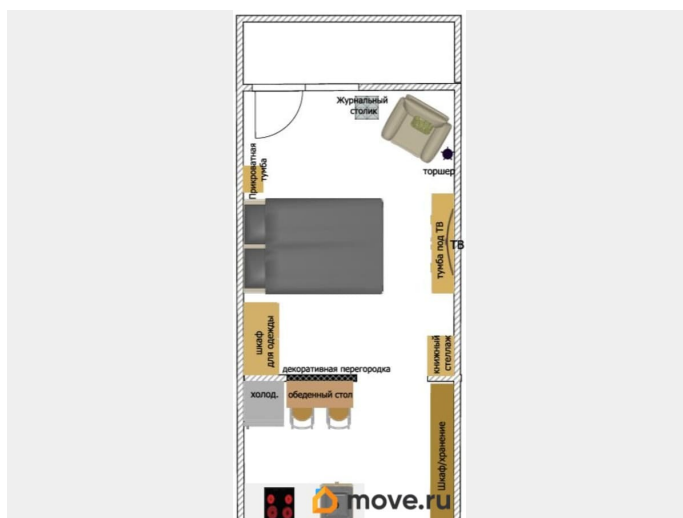 Журнальный
столик
Прикроватная
тумба
торшер
тумба под ТВ
ТВ
шкаф
для одежды
книжный
стеллаж
декоративная перегородка
холод.
обеденный стол
Шкаф/хранение
move.ru